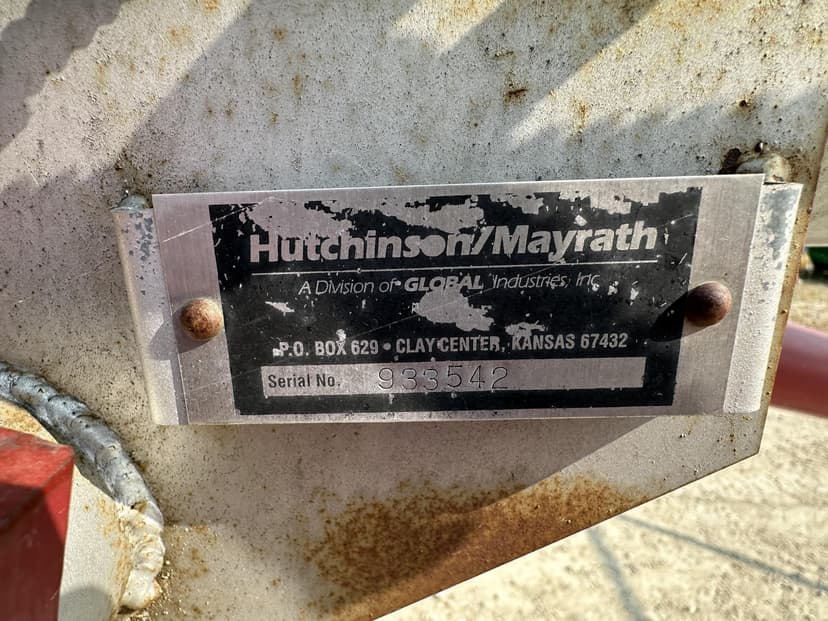 Hutchinson/Mayrath
A Division of GLOBAL Industries, Inc.
P.O. BOX 629 • CLAY CENTER, KANSAS 67432
Serial No. 933542